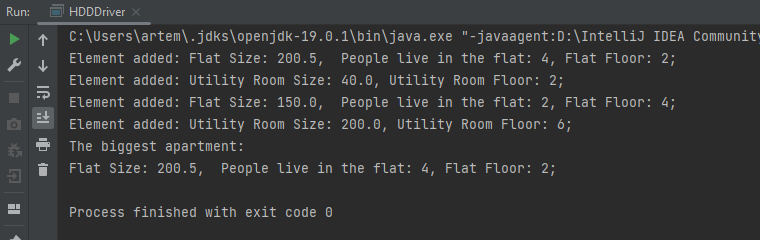 Run: HDDDriver ×
C:\Users\artem\.jdks\openjdk-19.0.1\bin\java.exe "-javaagent:D:\IntelliJ IDEA Community
Element added: Flat Size: 200.5,  People live in the flat: 4, Flat Floor: 2;
Element added: Utility Room Size: 40.0, Utility Room Floor: 2;
Element added: Flat Size: 150.0,  People live in the flat: 2, Flat Floor: 4;
Element added: Utility Room Size: 200.0, Utility Room Floor: 6;
The biggest apartment:
Flat Size: 200.5,  People live in the flat: 4, Flat Floor: 2;
Process finished with exit code 0